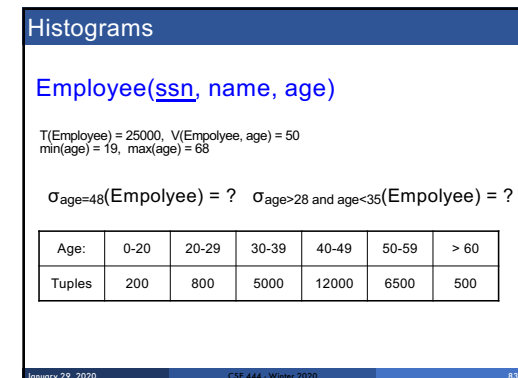 Histograms
Employee(ssn, name, age)
T(Employee) = 25000, V(Empolyee, age) = 50
min(age) = 19, max(age) = 68
σage=48(Empolyee) = ? σage>28 and age<35(Empolyee) = ?
Age: 0-20 20-29 30-39 40-49 50-59 > 60
Tuples 200 800 5000 12000 6500 500
January 29, 2020 CSE 444 - Winter 2020 83